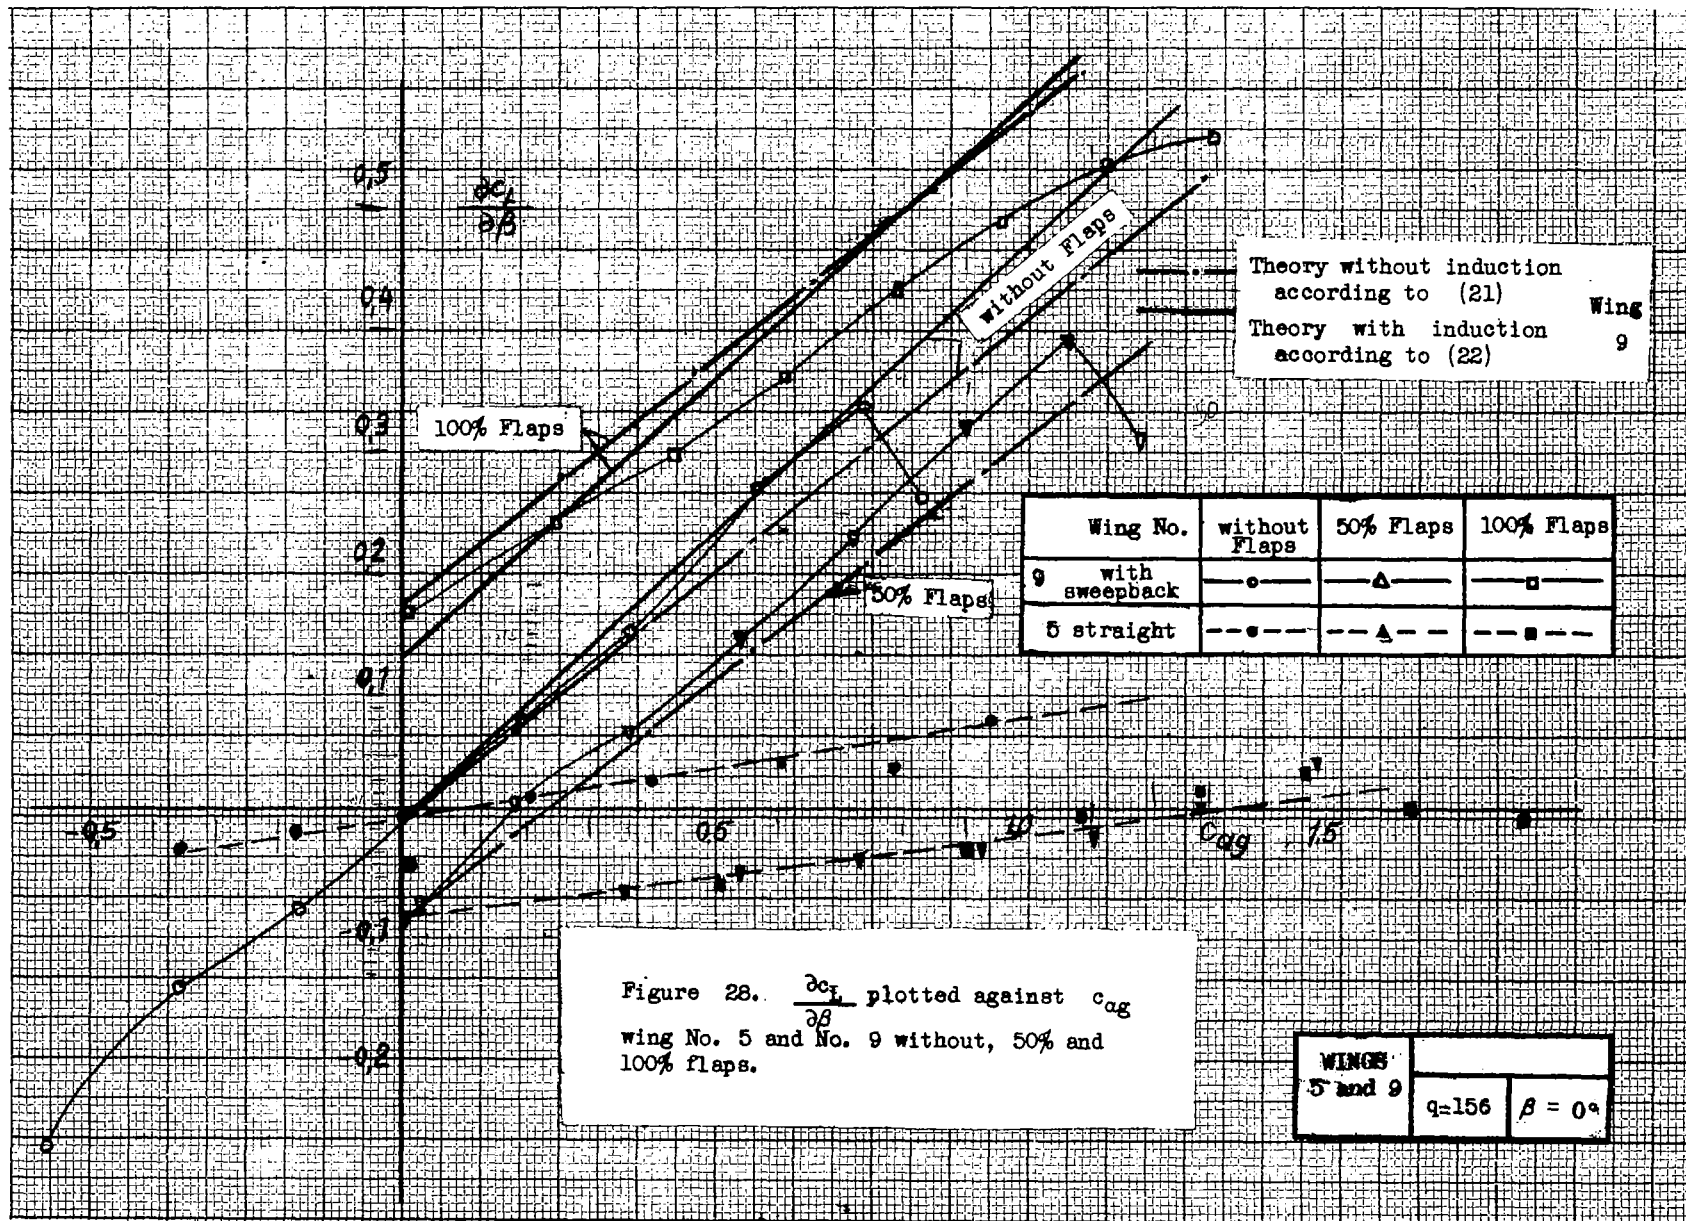 0,5
∂c_L
∂β
0,4
0,3
0,2
0,1
-0,5
0,5
1,0
c_ag
1,5
-0,1
-0,2
100% Flaps
without Flaps
50% Flaps
Theory without induction
according to (21)
Theory with induction
according to (22)
Wing
9
Wing No. without Flaps 50% Flaps 100% Flaps
9 with sweepback
5 straight
Figure 28. ∂c_L/∂β plotted against c_ag
wing No. 5 and No. 9 without, 50% and
100% flaps.
WINGS
5 and 9
q=156 β = 0°